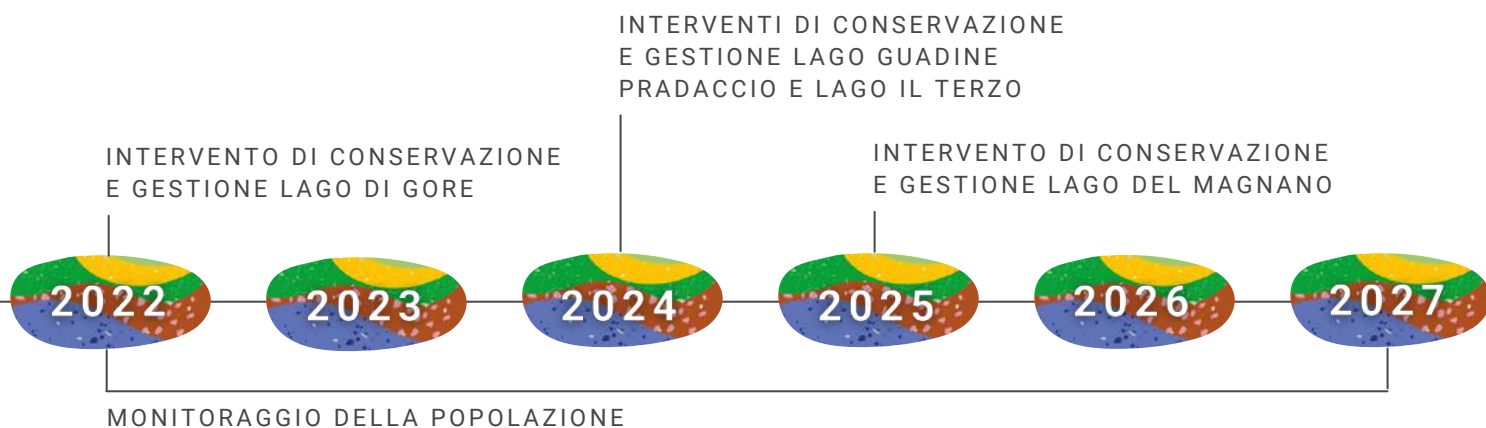 INTERVENTI DI CONSERVAZIONE
E GESTIONE LAGO GUADINE
PRADACCIO E LAGO IL TERZO
INTERVENTO DI CONSERVAZIONE
E GESTIONE LAGO DI GORE
INTERVENTO DI CONSERVAZIONE
E GESTIONE LAGO DEL MAGNANO
2022
2023
2024
2025
2026
2027
MONITORAGGIO DELLA POPOLAZIONE